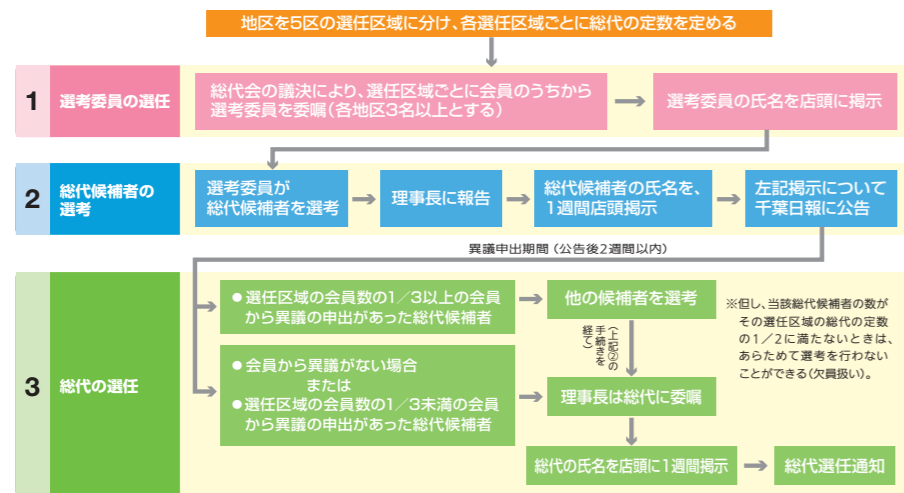 地区を5区の選任区域に分け、各選任区域ごとに総代の定数を定める
1
選考委員の選任
総代会の議決により、選任区域ごとに会員のうちから
選考委員を委嘱（各地区3名以上とする）
選考委員の氏名を店頭に掲示
2
総代候補者の
選考
選考委員が
総代候補者を選考
理事長に報告
総代候補者の氏名を、
1週間店頭掲示
左記掲示について
千葉日報に公告
異議申出期間（公告後2週間以内）
3
総代の選任
●選任区域の会員数の1／3以上の会員
から異議の申出があった総代候補者
他の候補者を選考
※但し、当該総代候補者の数が
その選任区域の総代の定数
の1／2に満たないときは、
あらためて選考を行わない
ことができる（欠員扱い）。
（上記②の
手続きを
経て）
●会員から異議がない場合
または
●選任区域の会員数の1／3未満の会員
から異議の申出があった総代候補者
理事長は総代に委嘱
総代の氏名を店頭に1週間掲示
総代選任通知